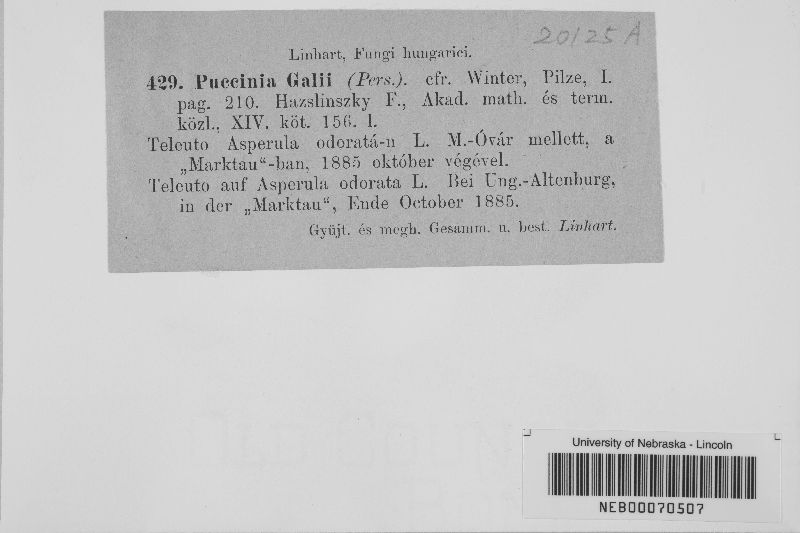 20125 A
Linhart, Fungi hungarici.
429. Puccinia Galii (Pers.). cfr. Winter, Pilze, I.
pag. 210. Hazslinszky F., Akad. math. és term.
közl., XIV. köt. 156. l.
Teleuto Asperula odoratá-n L. M.-Óvár mellett, a
„Marktau“-ban, 1885 október végével.
Teleuto auf Asperula odorata L. Bei Ung.-Altenburg,
in der „Marktau“, Ende October 1885.
Gyüjt. és megh. Gesamm. u. best. Linhart.
University of Nebraska - Lincoln
NEB00070507